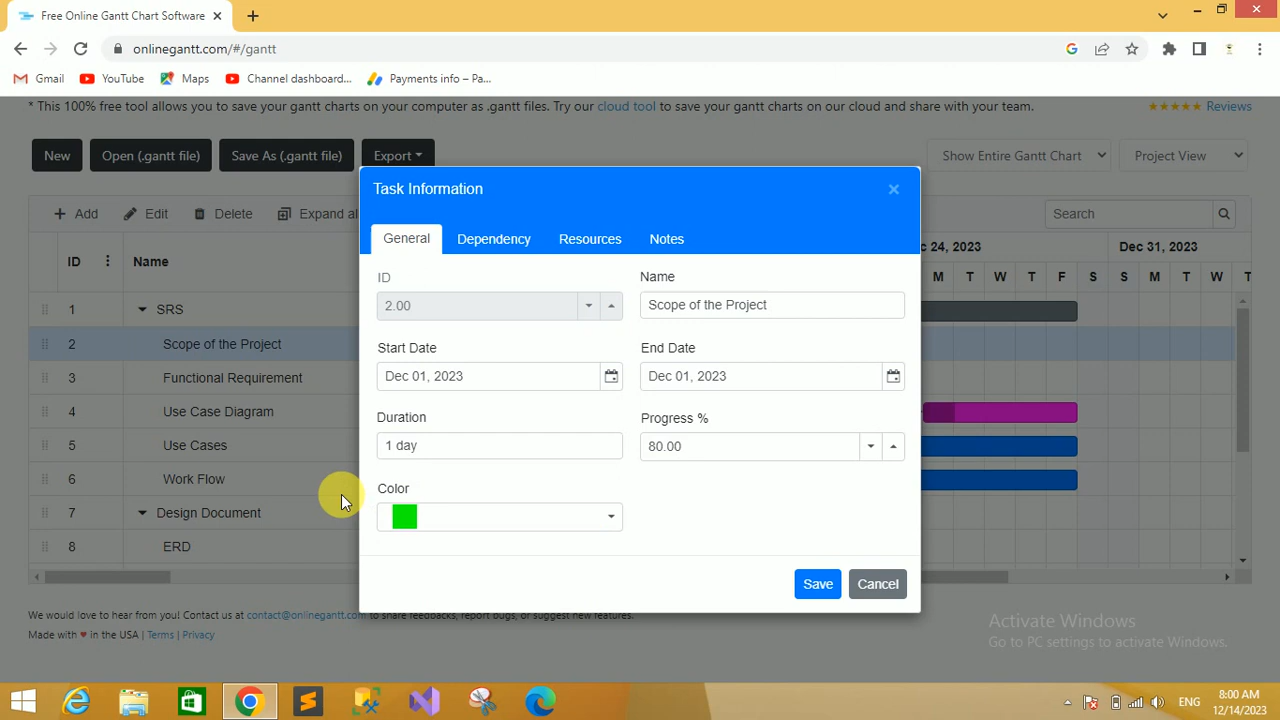 Free Online Gantt Chart Software
onlinegantt.com/#/gantt
Gmail YouTube Maps Channel dashboard... Payments info – Pa...
* This 100% free tool allows you to save your gantt charts on your computer as .gantt files. Try our cloud tool to save your gantt charts on our cloud and share with your team. ★★★★★ Reviews
New Open (.gantt file) Save As (.gantt file) Export Show Entire Gantt Chart Project View
Add Edit Delete Expand al Search
ID Name c 24, 2023 Dec 31, 2023
M T W T F S S M T W T
1 SRS
2 Scope of the Project
3 Functional Requirement
4 Use Case Diagram
5 Use Cases
6 Work Flow
7 Design Document
8 ERD
Task Information
General Dependency Resources Notes
ID Name
2.00 Scope of the Project
Start Date End Date
Dec 01, 2023 Dec 01, 2023
Duration Progress %
1 day 80.00
Color
Save Cancel
We would love to hear from you! Contact us at contact@onlinegantt.com to share feedbacks, report bugs, or suggest new features.
Made with ♥ in the USA | Terms | Privacy
Activate Windows
Go to PC settings to activate Windows.
ENG 8:00 AM
12/14/2023